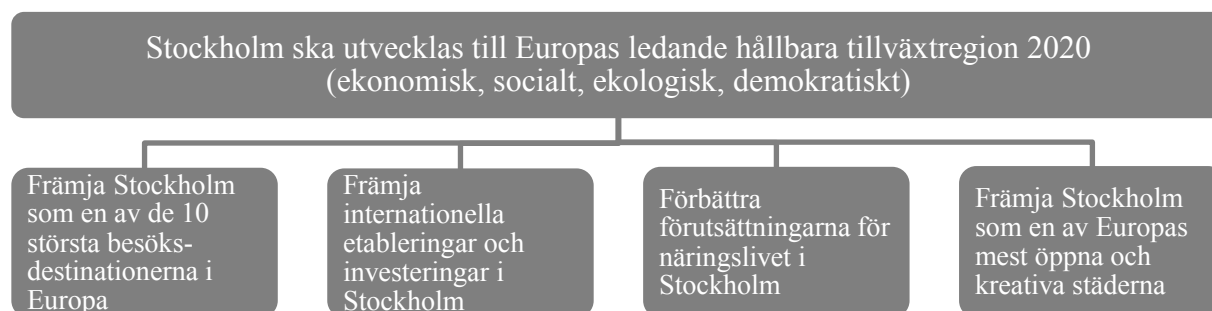 Stockholm ska utvecklas till Europas ledande hållbara tillväxtregion 2020
(ekonomisk, socialt, ekologisk, demokratiskt)
Främja Stockholm
som en av de 10
största besöks-
destinationerna i
Europa
Främja
internationella
etableringar och
investeringar i
Stockholm
Förbättra
förutsättningarna för
näringslivet i
Stockholm
Främja Stockholm
som en av Europas
mest öppna och
kreativa städerna